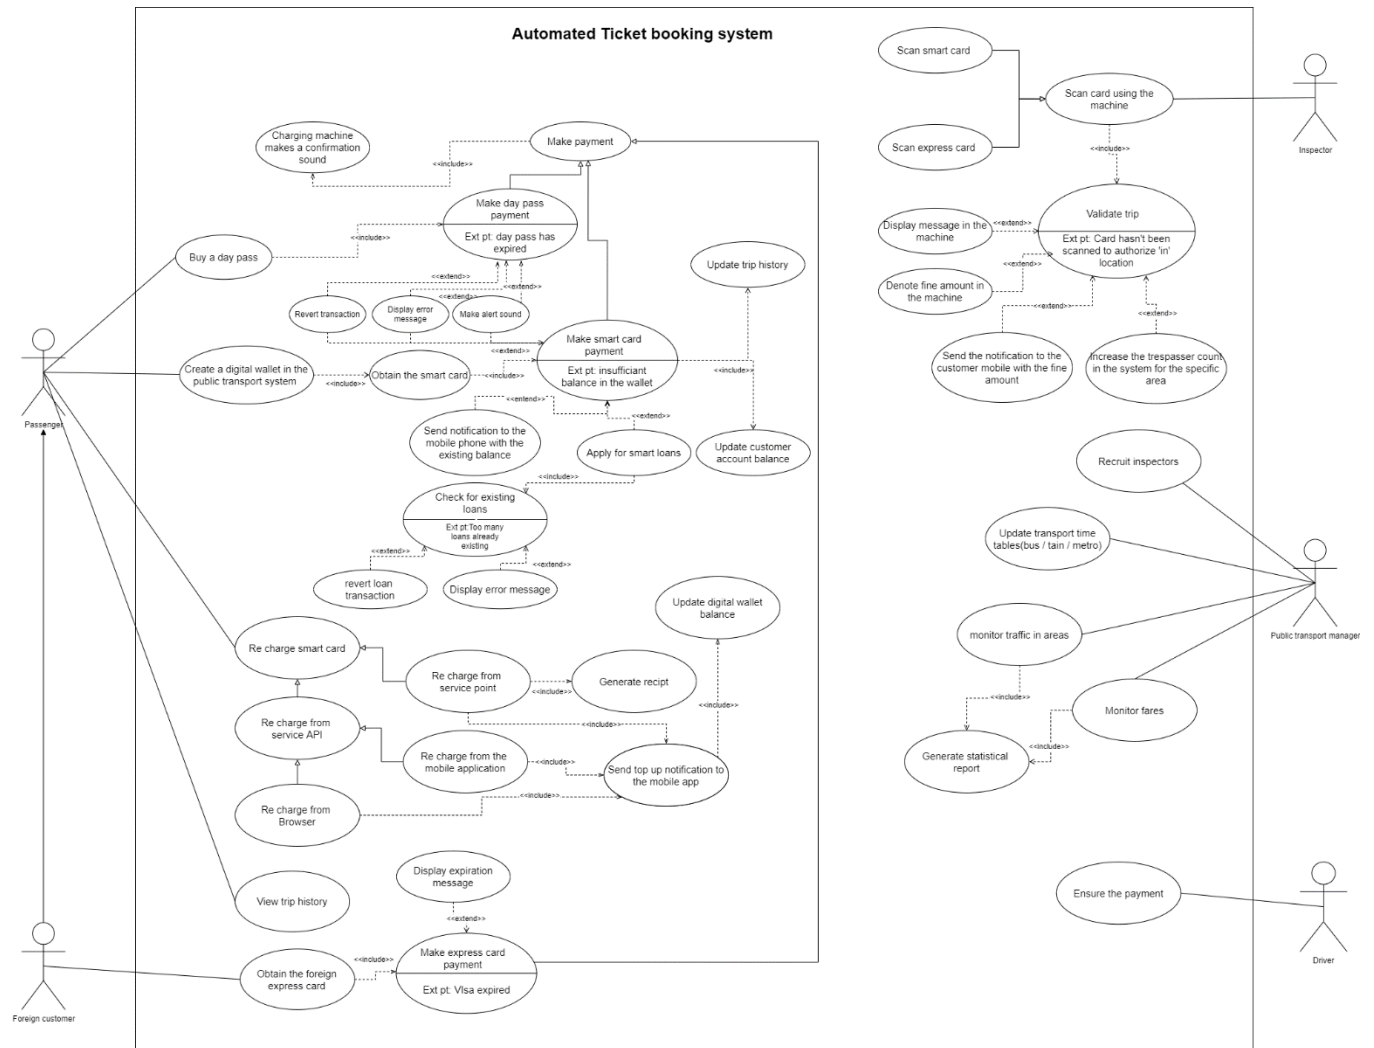 Automated Ticket booking system
Scan smart card
Scan card using the
machine
Scan express card
Inspector
<<include>>
Charging machine
makes a confirmation
sound
<<include>>
Make payment
Make day pass
payment
Ext pt: day pass has
expired
<<include>>
Buy a day pass
Validate trip
Ext pt: Card hasn't been
scanned to authorize 'in'
location
Display message in the
machine
<<extend>>
Denote fine amount in
the machine
<<extend>>
<<extend>>
<<extend>>
Send the notification to the
customer mobile with the fine
amount
Increase the trespasser count
in the system for the specific
area
Update trip history
<<extend>>
<<extend>>
<<extend>>
Revert transaction
Display error
message
Make alert sound
<<extend>>
Make smart card
payment
Ext pt: insufficiant
balance in the wallet
<<include>>
Passenger
Create a digital wallet in the
public transport system
<<include>>
Obtain the smart card
<<include>>
<<entend>>
<<extend>>
Send notification to the
mobile phone with the
existing balance
Apply for smart loans
Update customer
account balance
<<include>>
Check for existing
loans
Ext pt:Too many
loans already
existing
<<extend>>
<<extend>>
revert loan
transaction
Display error message
Recruit inspectors
Update transport time
tables(bus / tain / metro)
monitor traffic in areas
Public transport manager
<<include>>
Monitor fares
<<include>>
Generate statistical
report
Update digital wallet
balance
Re charge smart card
Re charge from
service point
<<include>>
Generate recipt
<<include>>
<<include>>
Re charge from
service API
Re charge from the
mobile application
<<include>>
Send top up notification to
the mobile app
Re charge from
Browser
<<include>>
Display expiration
message
<<extend>>
View trip history
Ensure the payment
Driver
Make express card
payment
Ext pt: VIsa expired
<<include>>
Obtain the foreign
express card
Foreign customer